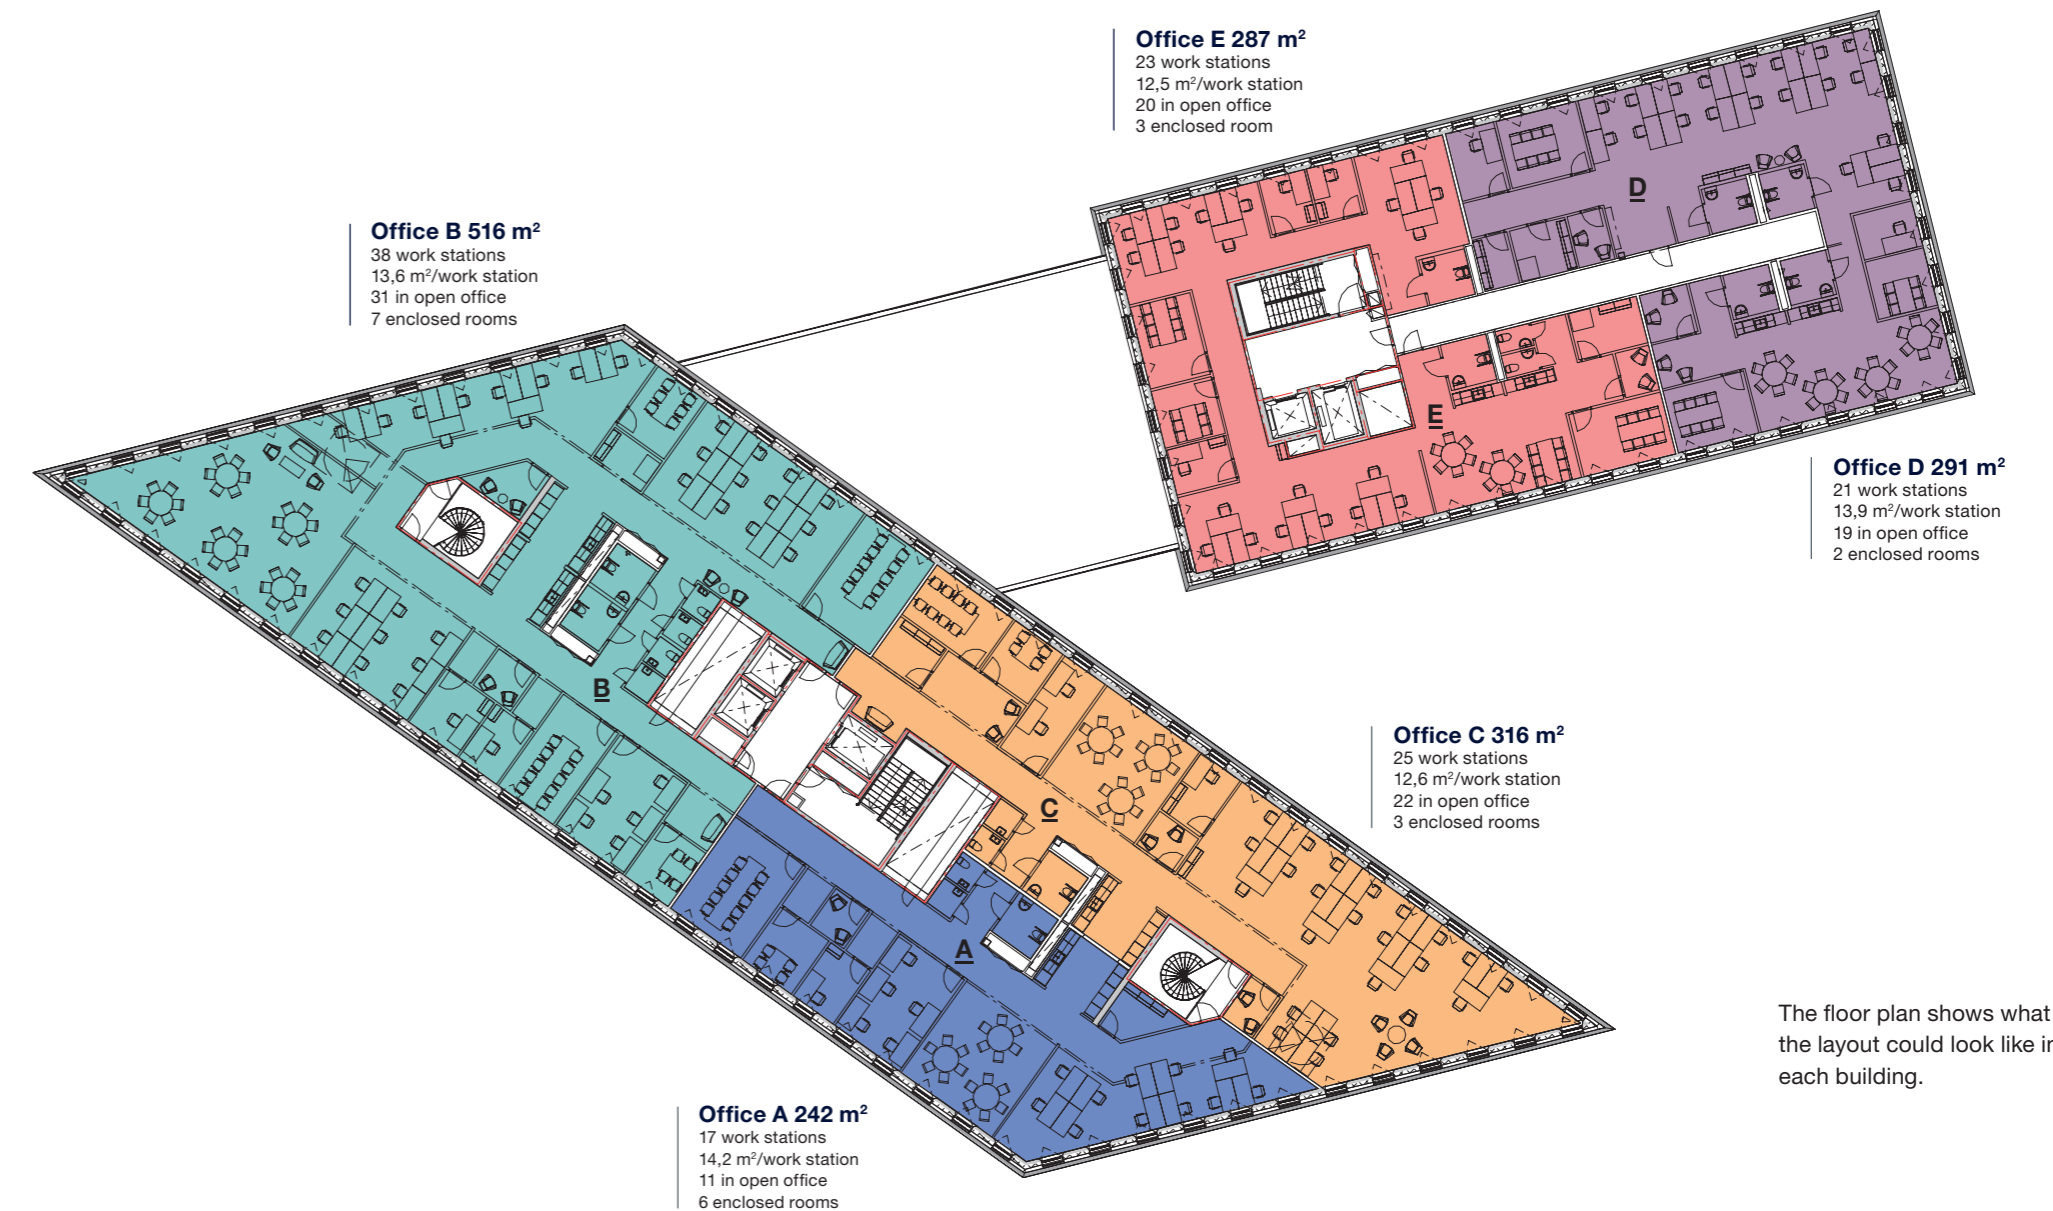 Office E 287 m²
23 work stations
12,5 m²/work station
20 in open office
3 enclosed room
D
Office B 516 m²
38 work stations
13,6 m²/work station
31 in open office
7 enclosed rooms
E
Office D 291 m²
21 work stations
13,9 m²/work station
19 in open office
2 enclosed rooms
B
Office C 316 m²
25 work stations
12,6 m²/work station
22 in open office
3 enclosed rooms
C
A
The floor plan shows what
the layout could look like in
each building.
Office A 242 m²
17 work stations
14,2 m²/work station
11 in open office
6 enclosed rooms